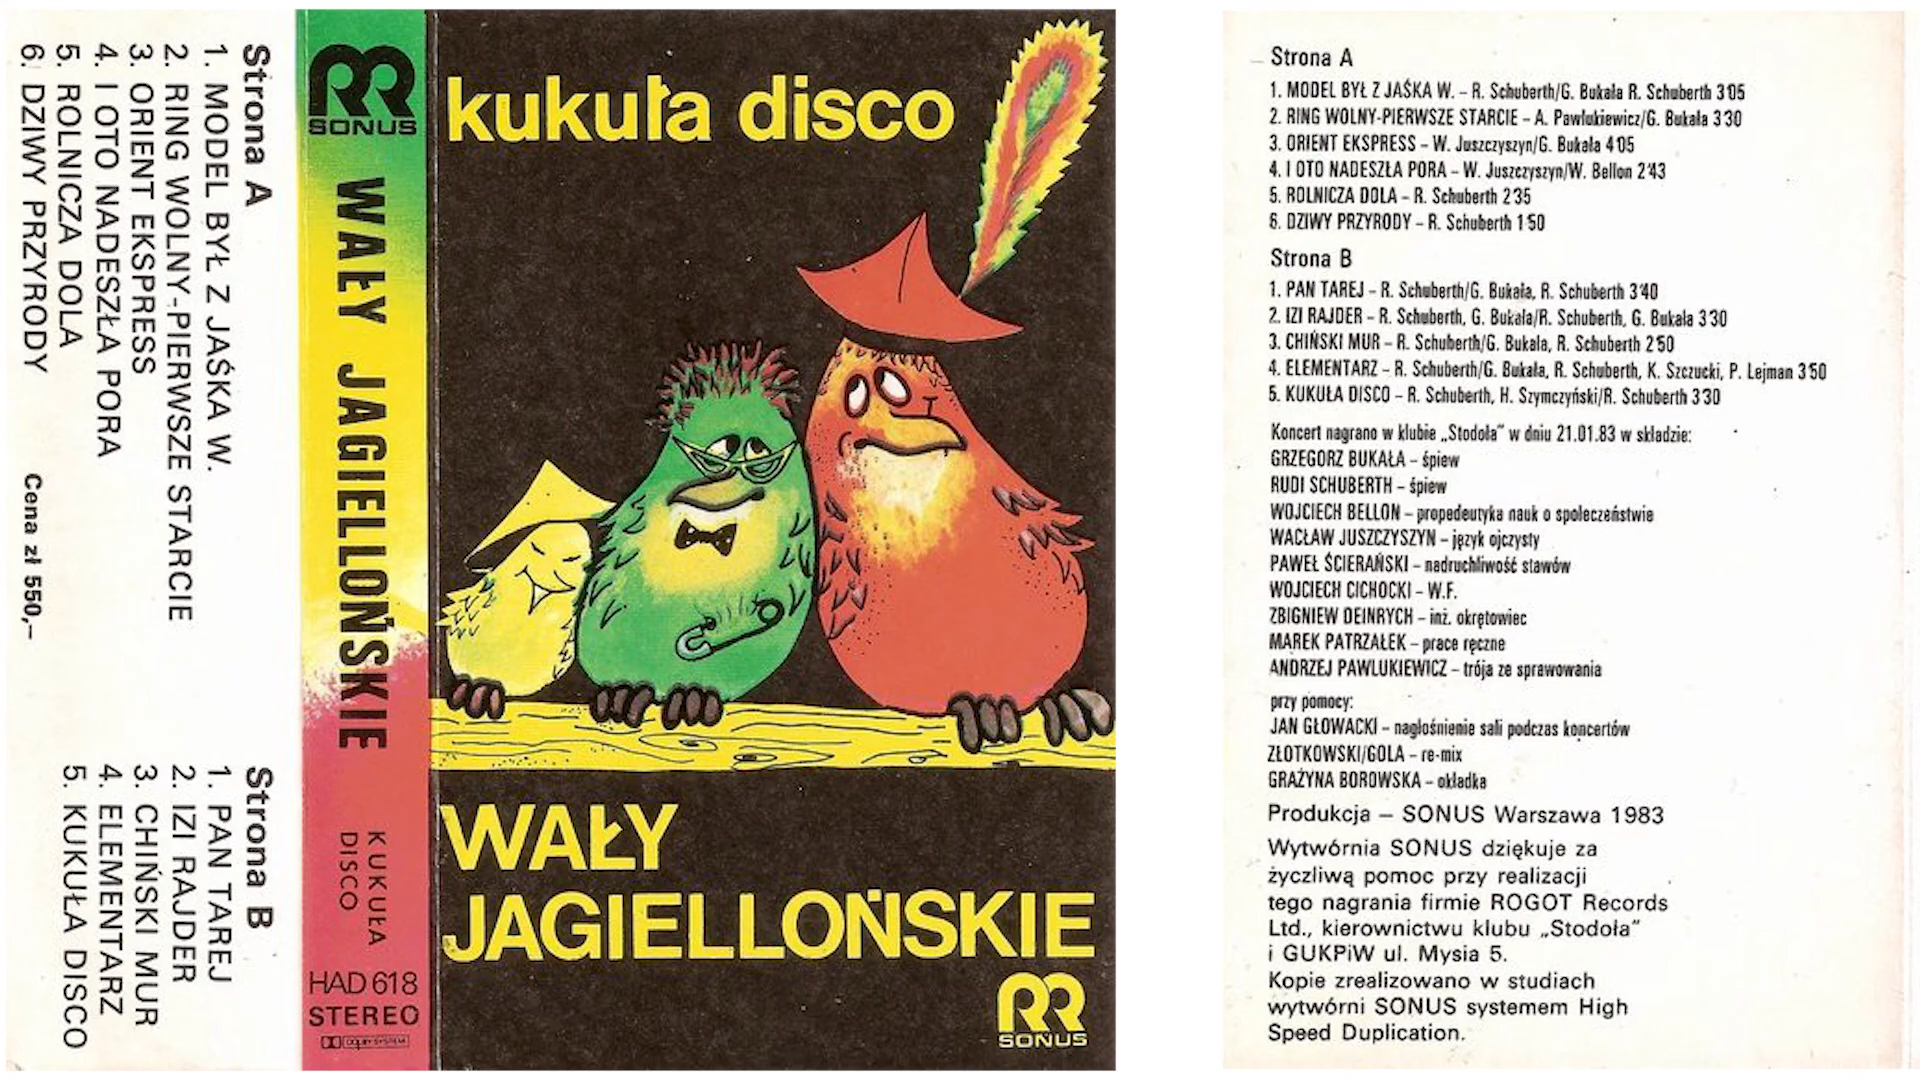 Strona A
1. MODEL BYŁ Z JAŚKA W.
2. RING WOLNY-PIERWSZE STARCIE
3. ORIENT EKSPRESS
4. I OTO NADESZŁA PORA
5. ROLNICZA DOLA
6. DZIWY PRZYRODY
Cena zł 550,–
Strona B
1. PAN TAREJ
2. IZI RAJDER
3. CHIŃSKI MUR
4. ELEMENTARZ
5. KUKUŁA DISCO
SONUS
WAŁY JAGIELLOŃSKIE
KUKUŁA
DISCO
HAD 618
STEREO
DOLBY SYSTEM
kukuła disco
WAŁY
JAGIELLOŃSKIE
SONUS
Strona A
1. MODEL BYŁ Z JAŚKA W. – R. Schuberth/G. Bukała R. Schuberth 3'05
2. RING WOLNY-PIERWSZE STARCIE – A. Pawlukiewicz/G. Bukała 3'30
3. ORIENT EKSPRESS – W. Juszczyszyn/G. Bukała 4'05
4. I OTO NADESZŁA PORA – W. Juszczyszyn/W. Bellon 2'43
5. ROLNICZA DOLA – R. Schuberth 2'35
6. DZIWY PRZYRODY – R. Schuberth 1'50
Strona B
1. PAN TAREJ – R. Schuberth/G. Bukała, R. Schuberth 3'40
2. IZI RAJDER – R. Schuberth, G. Bukała/R. Schuberth, G. Bukała 3'30
3. CHIŃSKI MUR – R. Schuberth/G. Bukała, R. Schuberth 2'50
4. ELEMENTARZ – R. Schuberth/G. Bukała, R. Schuberth, K. Szczucki, P. Lejman 3'50
5. KUKUŁA DISCO – R. Schuberth, H. Szymczyński/R. Schuberth 3'30
Koncert nagrano w klubie „Stodoła" w dniu 21.01.83 w składzie:
GRZEGORZ BUKAŁA – śpiew
RUDI SCHUBERTH – śpiew
WOJCIECH BELLON – propedeutyka nauk o społeczeństwie
WACŁAW JUSZCZYSZYN – język ojczysty
PAWEŁ ŚCIERAŃSKI – nadruchliwość stawów
WOJCIECH CICHOCKI – W.F.
ZBIGNIEW DEINRYCH – inż. okrętowiec
MAREK PATRZAŁEK – prace ręczne
ANDRZEJ PAWLUKIEWICZ – trója ze sprawowania
przy pomocy:
JAN GŁOWACKI – nagłośnienie sali podczas koncertów
ZŁOTKOWSKI/GOLA – re-mix
GRAŻYNA BOROWSKA – okładka
Produkcja – SONUS Warszawa 1983
Wytwórnia SONUS dziękuje za
życzliwą pomoc przy realizacji
tego nagrania firmie ROGOT Records
Ltd., kierownictwu klubu „Stodoła"
i GUKPiW ul. Mysia 5.
Kopie zrealizowano w studiach
wytwórni SONUS systemem High
Speed Duplication.